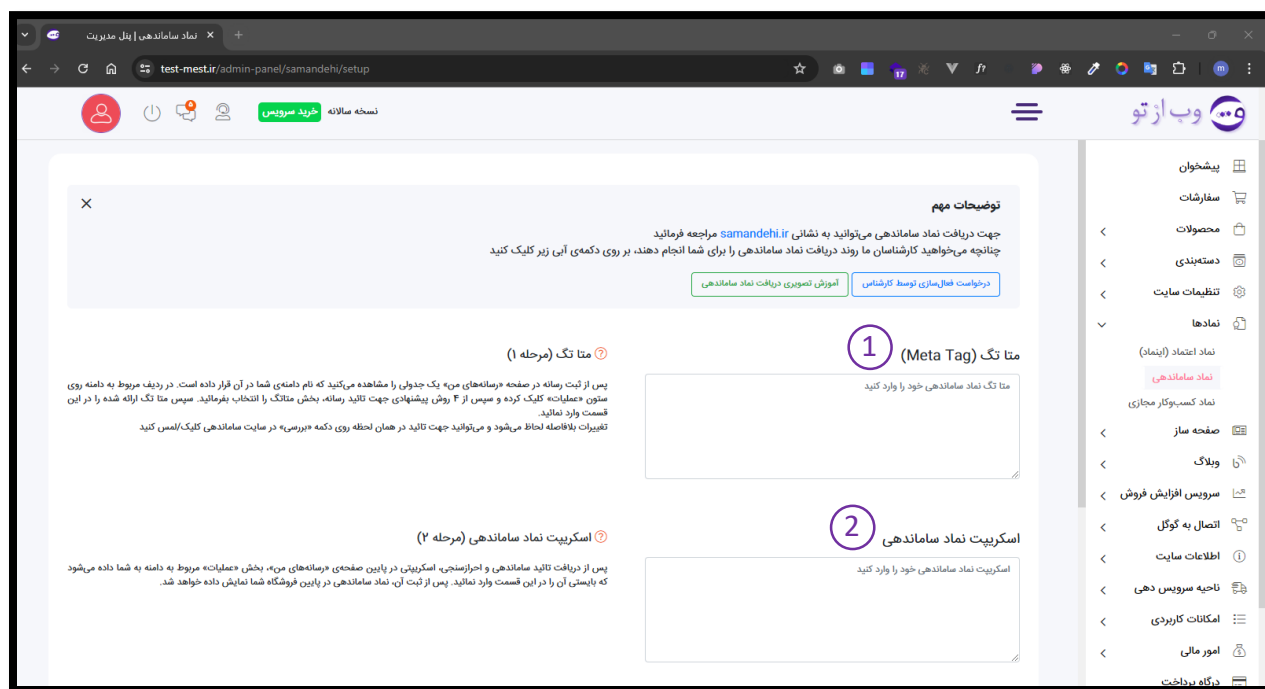 نماد ساماندهی | پنل مدیریت
test-mest.ir/admin-panel/samandehi/setup
17
m
وب از تو
نسخه سالانه
خرید سرویس
6
پیشخوان
سفارشات
محصولات
دسته‌بندی
تنظیمات سایت
نمادها
نماد اعتماد (اینماد)
نماد ساماندهی
نماد کسب‌وکار مجازی
صفحه ساز
وبلاگ
سرویس افزایش فروش
اتصال به گوگل
اطلاعات سایت
ناحیه سرویس دهی
امکانات کاربردی
امور مالی
درگاه پرداخت
توضیحات مهم
جهت دریافت نماد ساماندهی می‌توانید به نشانی samandehi.ir مراجعه فرمائید
چنانچه می‌خواهید کارشناسان ما روند دریافت نماد ساماندهی را برای شما انجام دهند، بر روی دکمه‌ی آبی زیر کلیک کنید
درخواست فعال‌سازی توسط کارشناس
آموزش تصویری دریافت نماد ساماندهی
متا تگ (Meta Tag)
1
متا تگ نماد ساماندهی خود را وارد کنید
متا تگ (مرحله ۱)
پس از ثبت رسانه در صفحه «رسانه‌های من» یک جدولی را مشاهده می‌کنید که نام دامنه‌ی شما در آن قرار داده است. در ردیف مربوط به دامنه روی
ستون «عملیات» کلیک کرده و سپس از ۴ روش پیشنهادی جهت تائید رسانه، بخش متاتگ را انتخاب بفرمائید. سپس متا تگ ارائه شده را در این
قسمت وارد نمائید.
تغییرات بلافاصله لحاظ می‌شود و می‌توانید جهت تائید در همان لحظه روی دکمه «بررسی» در سایت ساماندهی کلیک/لمس کنید
اسکریپت نماد ساماندهی
2
اسکریپت نماد ساماندهی خود را وارد کنید
اسکریپت نماد ساماندهی (مرحله ۲)
پس از دریافت تائید ساماندهی و احرازسنجی، اسکریپتی در پایین صفحه‌ی «رسانه‌های من»، بخش «عملیات» مربوط به دامنه به شما داده می‌شود
که بایستی آن را در این قسمت وارد نمائید. پس از ثبت آن، نماد ساماندهی در پایین فروشگاه شما نمایش داده خواهد شد.